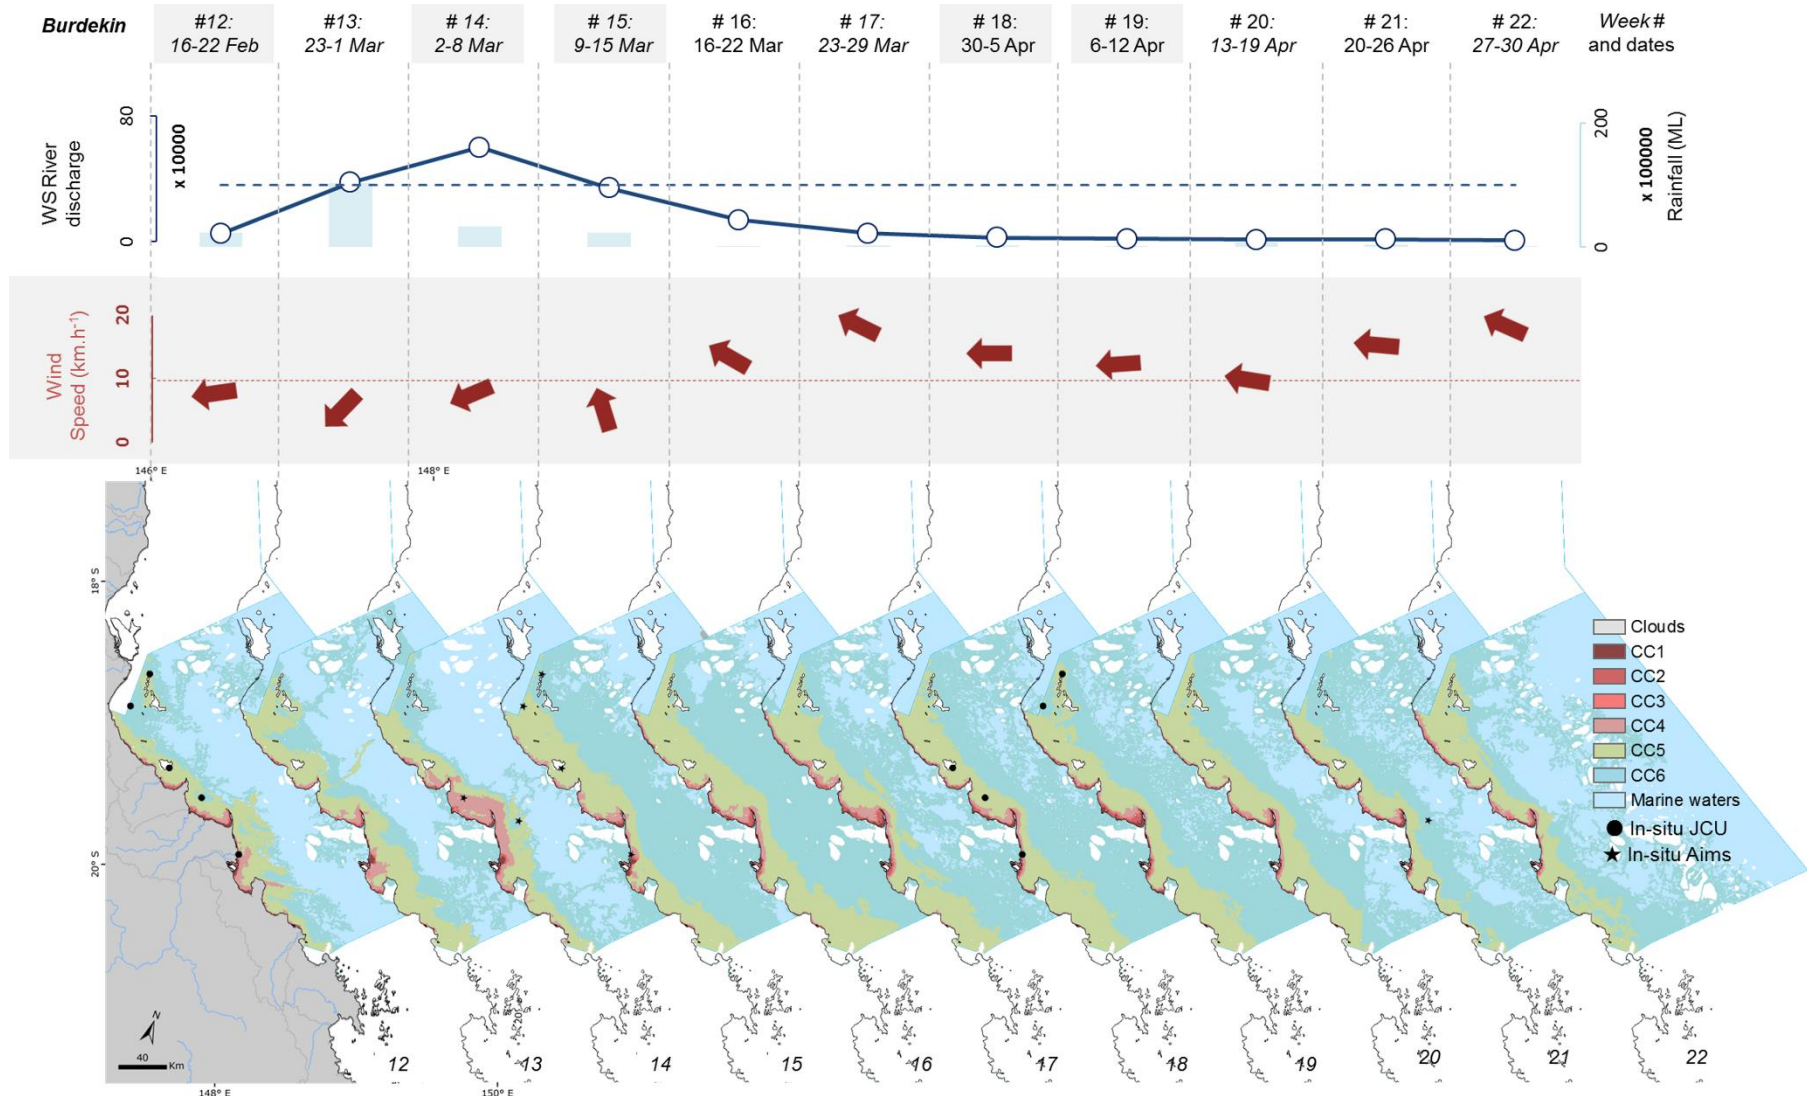 Burdekin
#12:
16-22 Feb
#13:
23-1 Mar
# 14:
2-8 Mar
# 15:
9-15 Mar
# 16:
16-22 Mar
# 17:
23-29 Mar
# 18:
30-5 Apr
# 19:
6-12 Apr
# 20:
13-19 Apr
# 21:
20-26 Apr
# 22:
27-30 Apr
Week #
and dates
WS River
discharge
80
0
x 10000
200
0
x 100000
Rainfall (ML)
Wind
Speed (km.h-1)
20
10
0
146° E
148° E
18° S
20° S
Clouds
CC1
CC2
CC3
CC4
CC5
CC6
Marine waters
In-situ JCU
In-situ Aims
N
40
Km
12
13
14
15
16
17
18
19
20
21
22
148° E
150° E